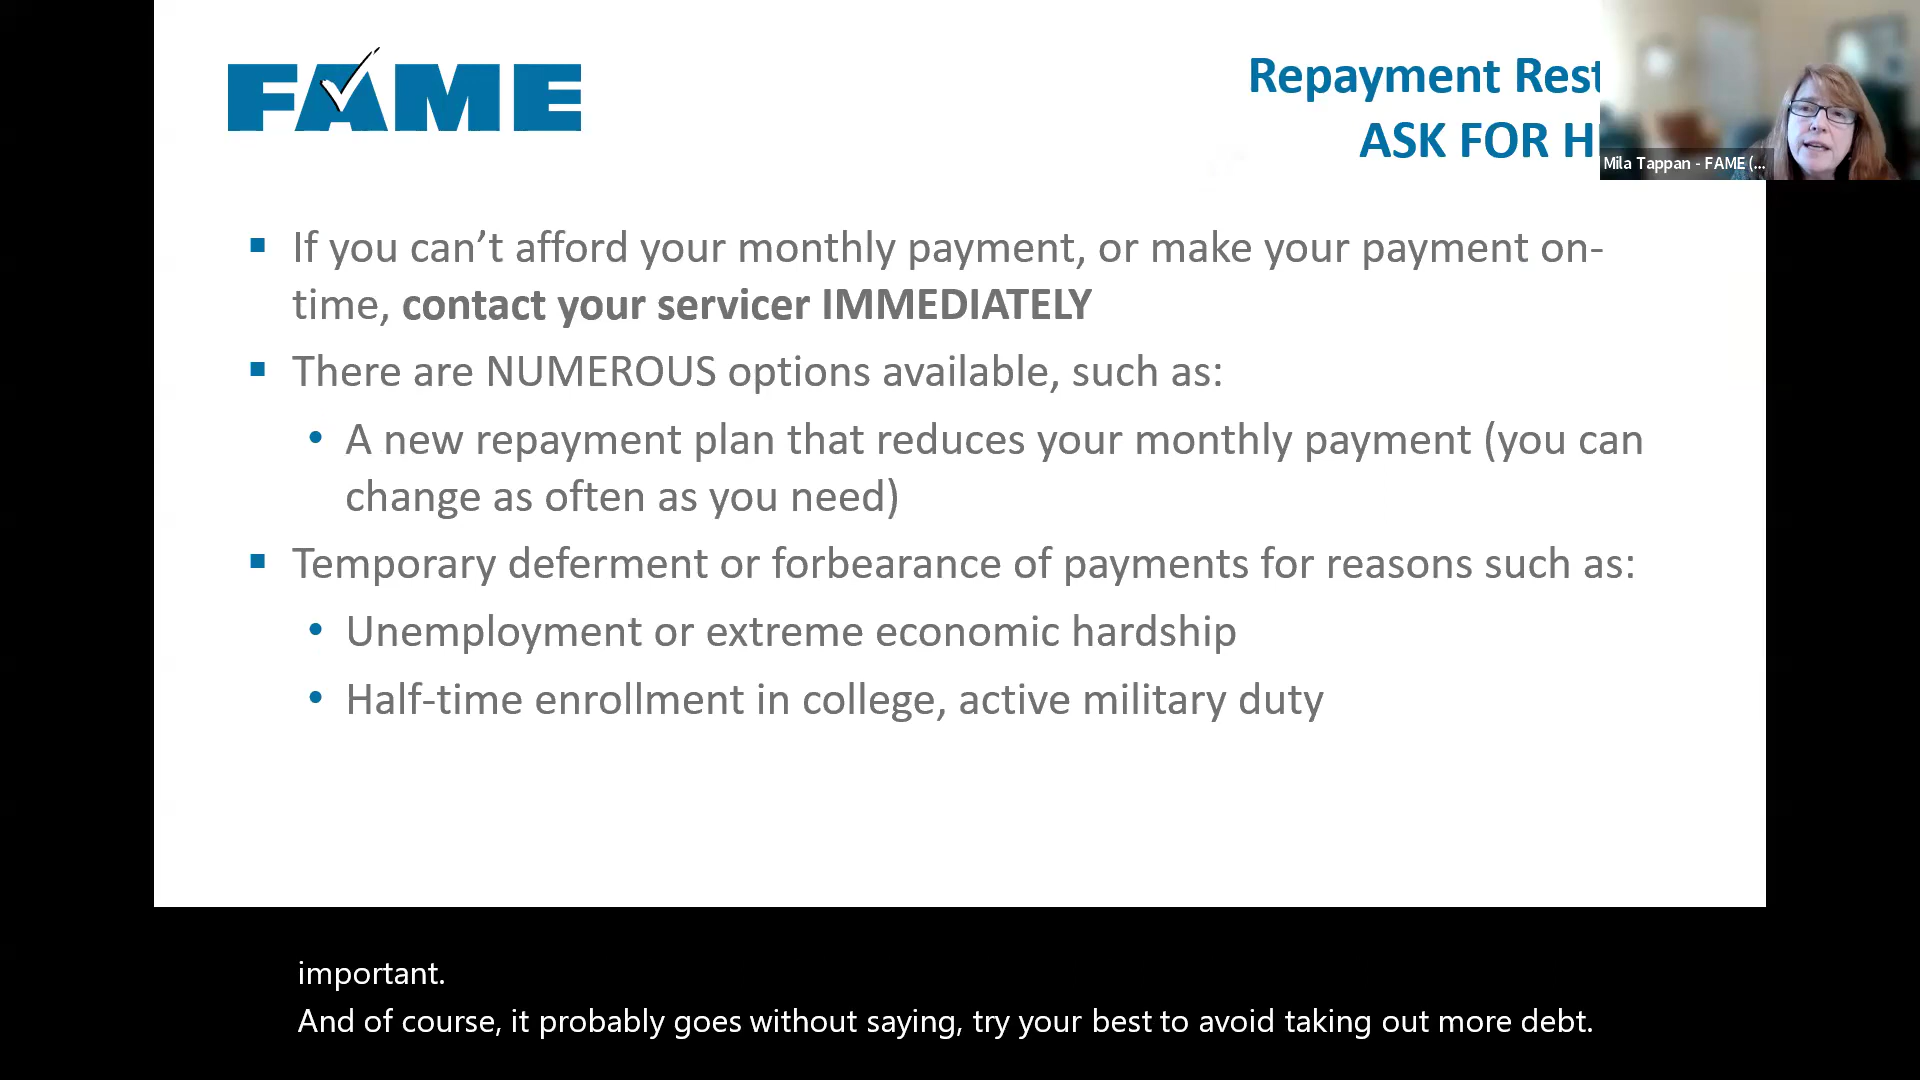 FAME
Repayment Rest
ASK FOR H
Mila Tappan - FAME (...
If you can’t afford your monthly payment, or make your payment on-
time, contact your servicer IMMEDIATELY
There are NUMEROUS options available, such as:
A new repayment plan that reduces your monthly payment (you can
change as often as you need)
Temporary deferment or forbearance of payments for reasons such as:
Unemployment or extreme economic hardship
Half-time enrollment in college, active military duty
important.
And of course, it probably goes without saying, try your best to avoid taking out more debt.